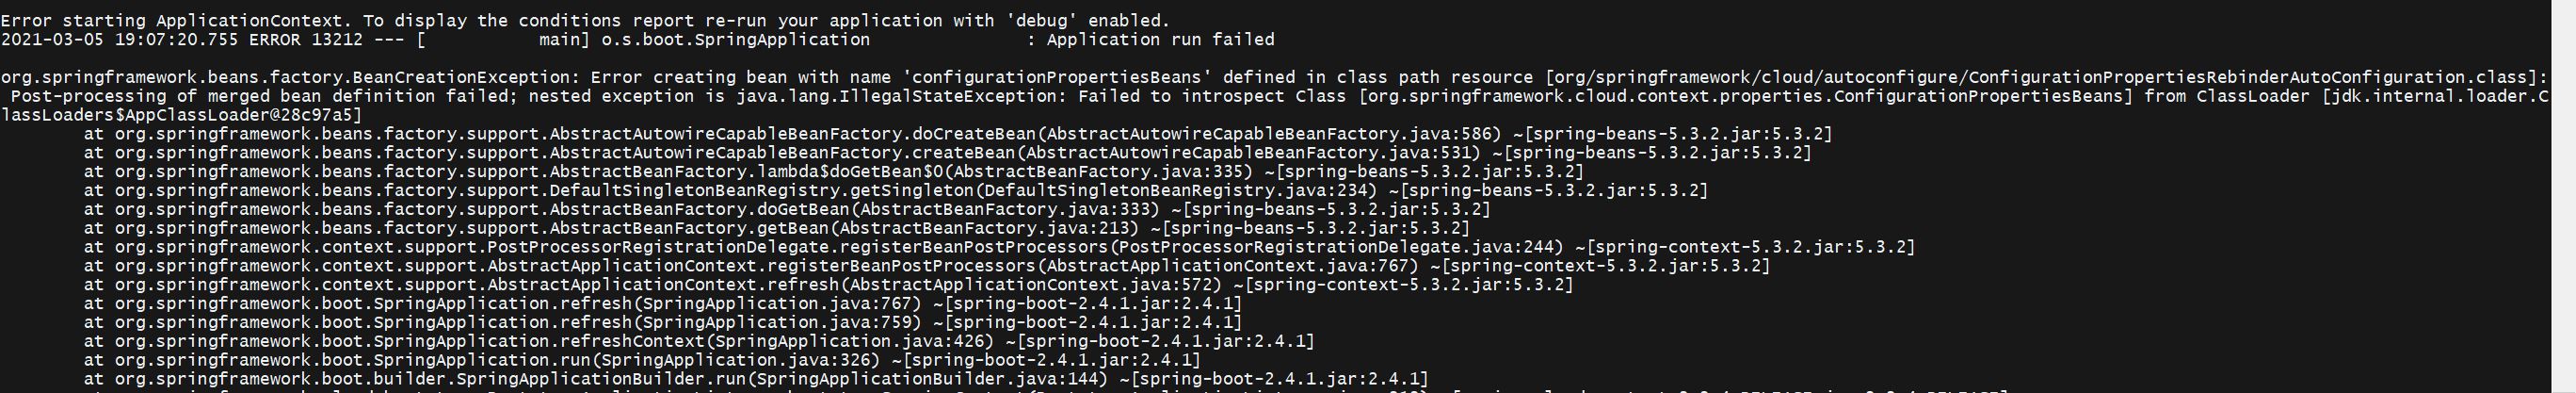 Error starting ApplicationContext. To display the conditions report re-run your application with 'debug' enabled.
2021-03-05 19:07:20.755 ERROR 13212 --- [           main] o.s.boot.SpringApplication               : Application run failed
org.springframework.beans.factory.BeanCreationException: Error creating bean with name 'configurationPropertiesBeans' defined in class path resource [org/springframework/cloud/autoconfigure/ConfigurationPropertiesRebinderAutoConfiguration.class]:
 Post-processing of merged bean definition failed; nested exception is java.lang.IllegalStateException: Failed to introspect Class [org.springframework.cloud.context.properties.ConfigurationPropertiesBeans] from ClassLoader [jdk.internal.loader.C
lassLoaders$AppClassLoader@28c97a5]
        at org.springframework.beans.factory.support.AbstractAutowireCapableBeanFactory.doCreateBean(AbstractAutowireCapableBeanFactory.java:586) ~[spring-beans-5.3.2.jar:5.3.2]
        at org.springframework.beans.factory.support.AbstractAutowireCapableBeanFactory.createBean(AbstractAutowireCapableBeanFactory.java:531) ~[spring-beans-5.3.2.jar:5.3.2]
        at org.springframework.beans.factory.support.AbstractBeanFactory.lambda$doGetBean$0(AbstractBeanFactory.java:335) ~[spring-beans-5.3.2.jar:5.3.2]
        at org.springframework.beans.factory.support.DefaultSingletonBeanRegistry.getSingleton(DefaultSingletonBeanRegistry.java:234) ~[spring-beans-5.3.2.jar:5.3.2]
        at org.springframework.beans.factory.support.AbstractBeanFactory.doGetBean(AbstractBeanFactory.java:333) ~[spring-beans-5.3.2.jar:5.3.2]
        at org.springframework.beans.factory.support.AbstractBeanFactory.getBean(AbstractBeanFactory.java:213) ~[spring-beans-5.3.2.jar:5.3.2]
        at org.springframework.context.support.PostProcessorRegistrationDelegate.registerBeanPostProcessors(PostProcessorRegistrationDelegate.java:244) ~[spring-context-5.3.2.jar:5.3.2]
        at org.springframework.context.support.AbstractApplicationContext.registerBeanPostProcessors(AbstractApplicationContext.java:767) ~[spring-context-5.3.2.jar:5.3.2]
        at org.springframework.context.support.AbstractApplicationContext.refresh(AbstractApplicationContext.java:572) ~[spring-context-5.3.2.jar:5.3.2]
        at org.springframework.boot.SpringApplication.refresh(SpringApplication.java:767) ~[spring-boot-2.4.1.jar:2.4.1]
        at org.springframework.boot.SpringApplication.refresh(SpringApplication.java:759) ~[spring-boot-2.4.1.jar:2.4.1]
        at org.springframework.boot.SpringApplication.refreshContext(SpringApplication.java:426) ~[spring-boot-2.4.1.jar:2.4.1]
        at org.springframework.boot.SpringApplication.run(SpringApplication.java:326) ~[spring-boot-2.4.1.jar:2.4.1]
        at org.springframework.boot.builder.SpringApplicationBuilder.run(SpringApplicationBuilder.java:144) ~[spring-boot-2.4.1.jar:2.4.1]